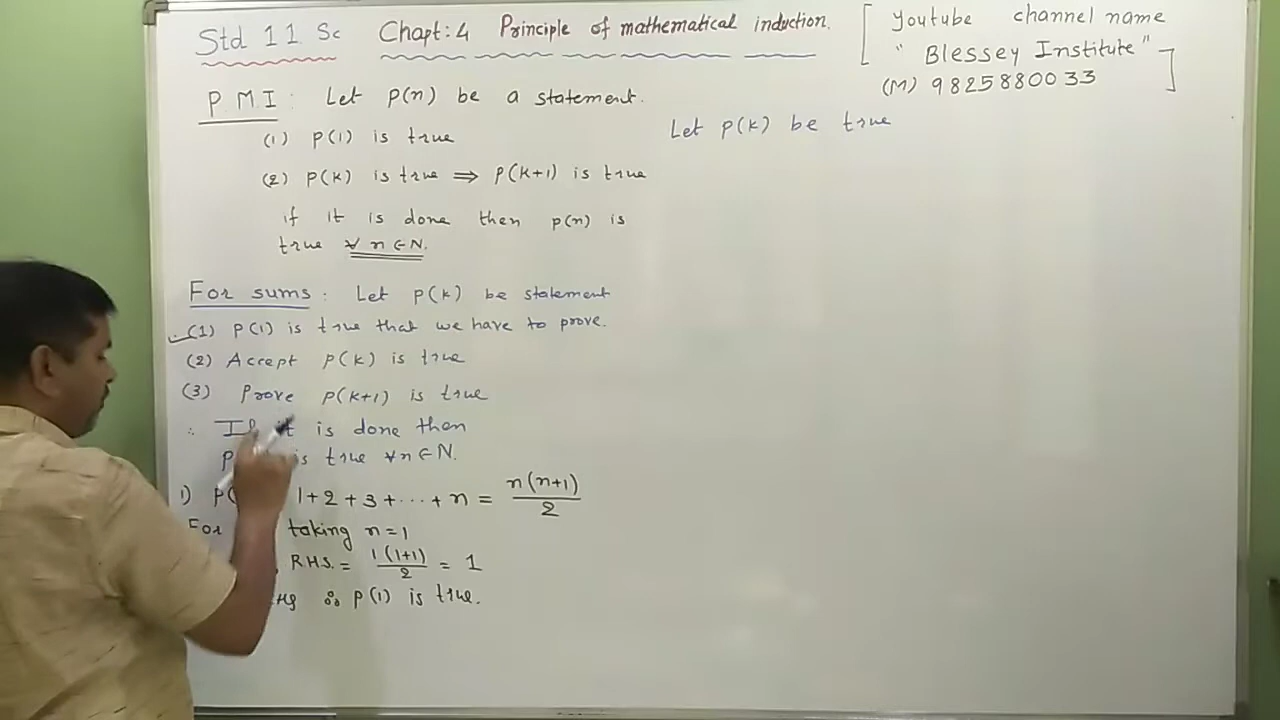 Std 11 Sc Chapt:4 Principle of mathematical induction.
[ Youtube channel name
"Blessey Institute"
(M) 9825880033 ]
P.M.I : Let P(n) be a statement.
(1) P(1) is true
(2) P(k) is true ⇒ P(k+1) is true
if it is done then P(n) is
true ∀ n ∈ N.
For sums : Let P(k) be statement
(1) P(1) is true that we have to prove.
(2) Accept P(k) is true
(3) Prove P(k+1) is true
∴ If it is done then
is true ∀n ∈ N.
1) P( 1+2+3+...+n = n(n+1)/2
For taking n=1
RHS. = 1(1+1)/2 = 1
∴ P(1) is true.
Let P(k) be true